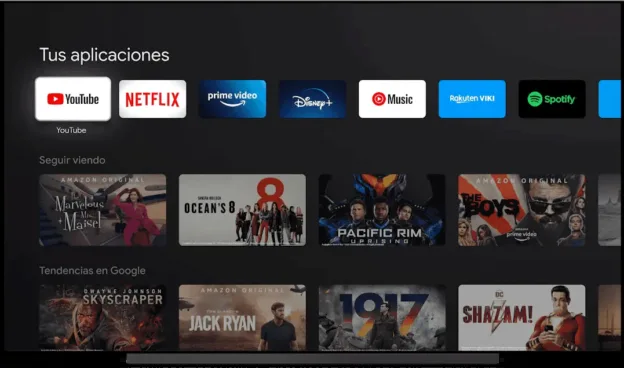 Tus aplicaciones
YouTube
NETFLIX
prime video
Disney+
Music
Rakuten VIKI
Spotify
YouTube
Seguir viendo
AMAZON ORIGINAL
The Marvelous Mrs. Maisel
OCEAN'S 8
8
PACIFIC RIM
UPRISING
AMAZON ORIGINAL
THE BOYS
prime video
Tendencias en Google
DWAYNE JOHNSON
SKYSCRAPER
AMAZON ORIGINAL
JACK RYAN
1917
DC
SHAZAM!